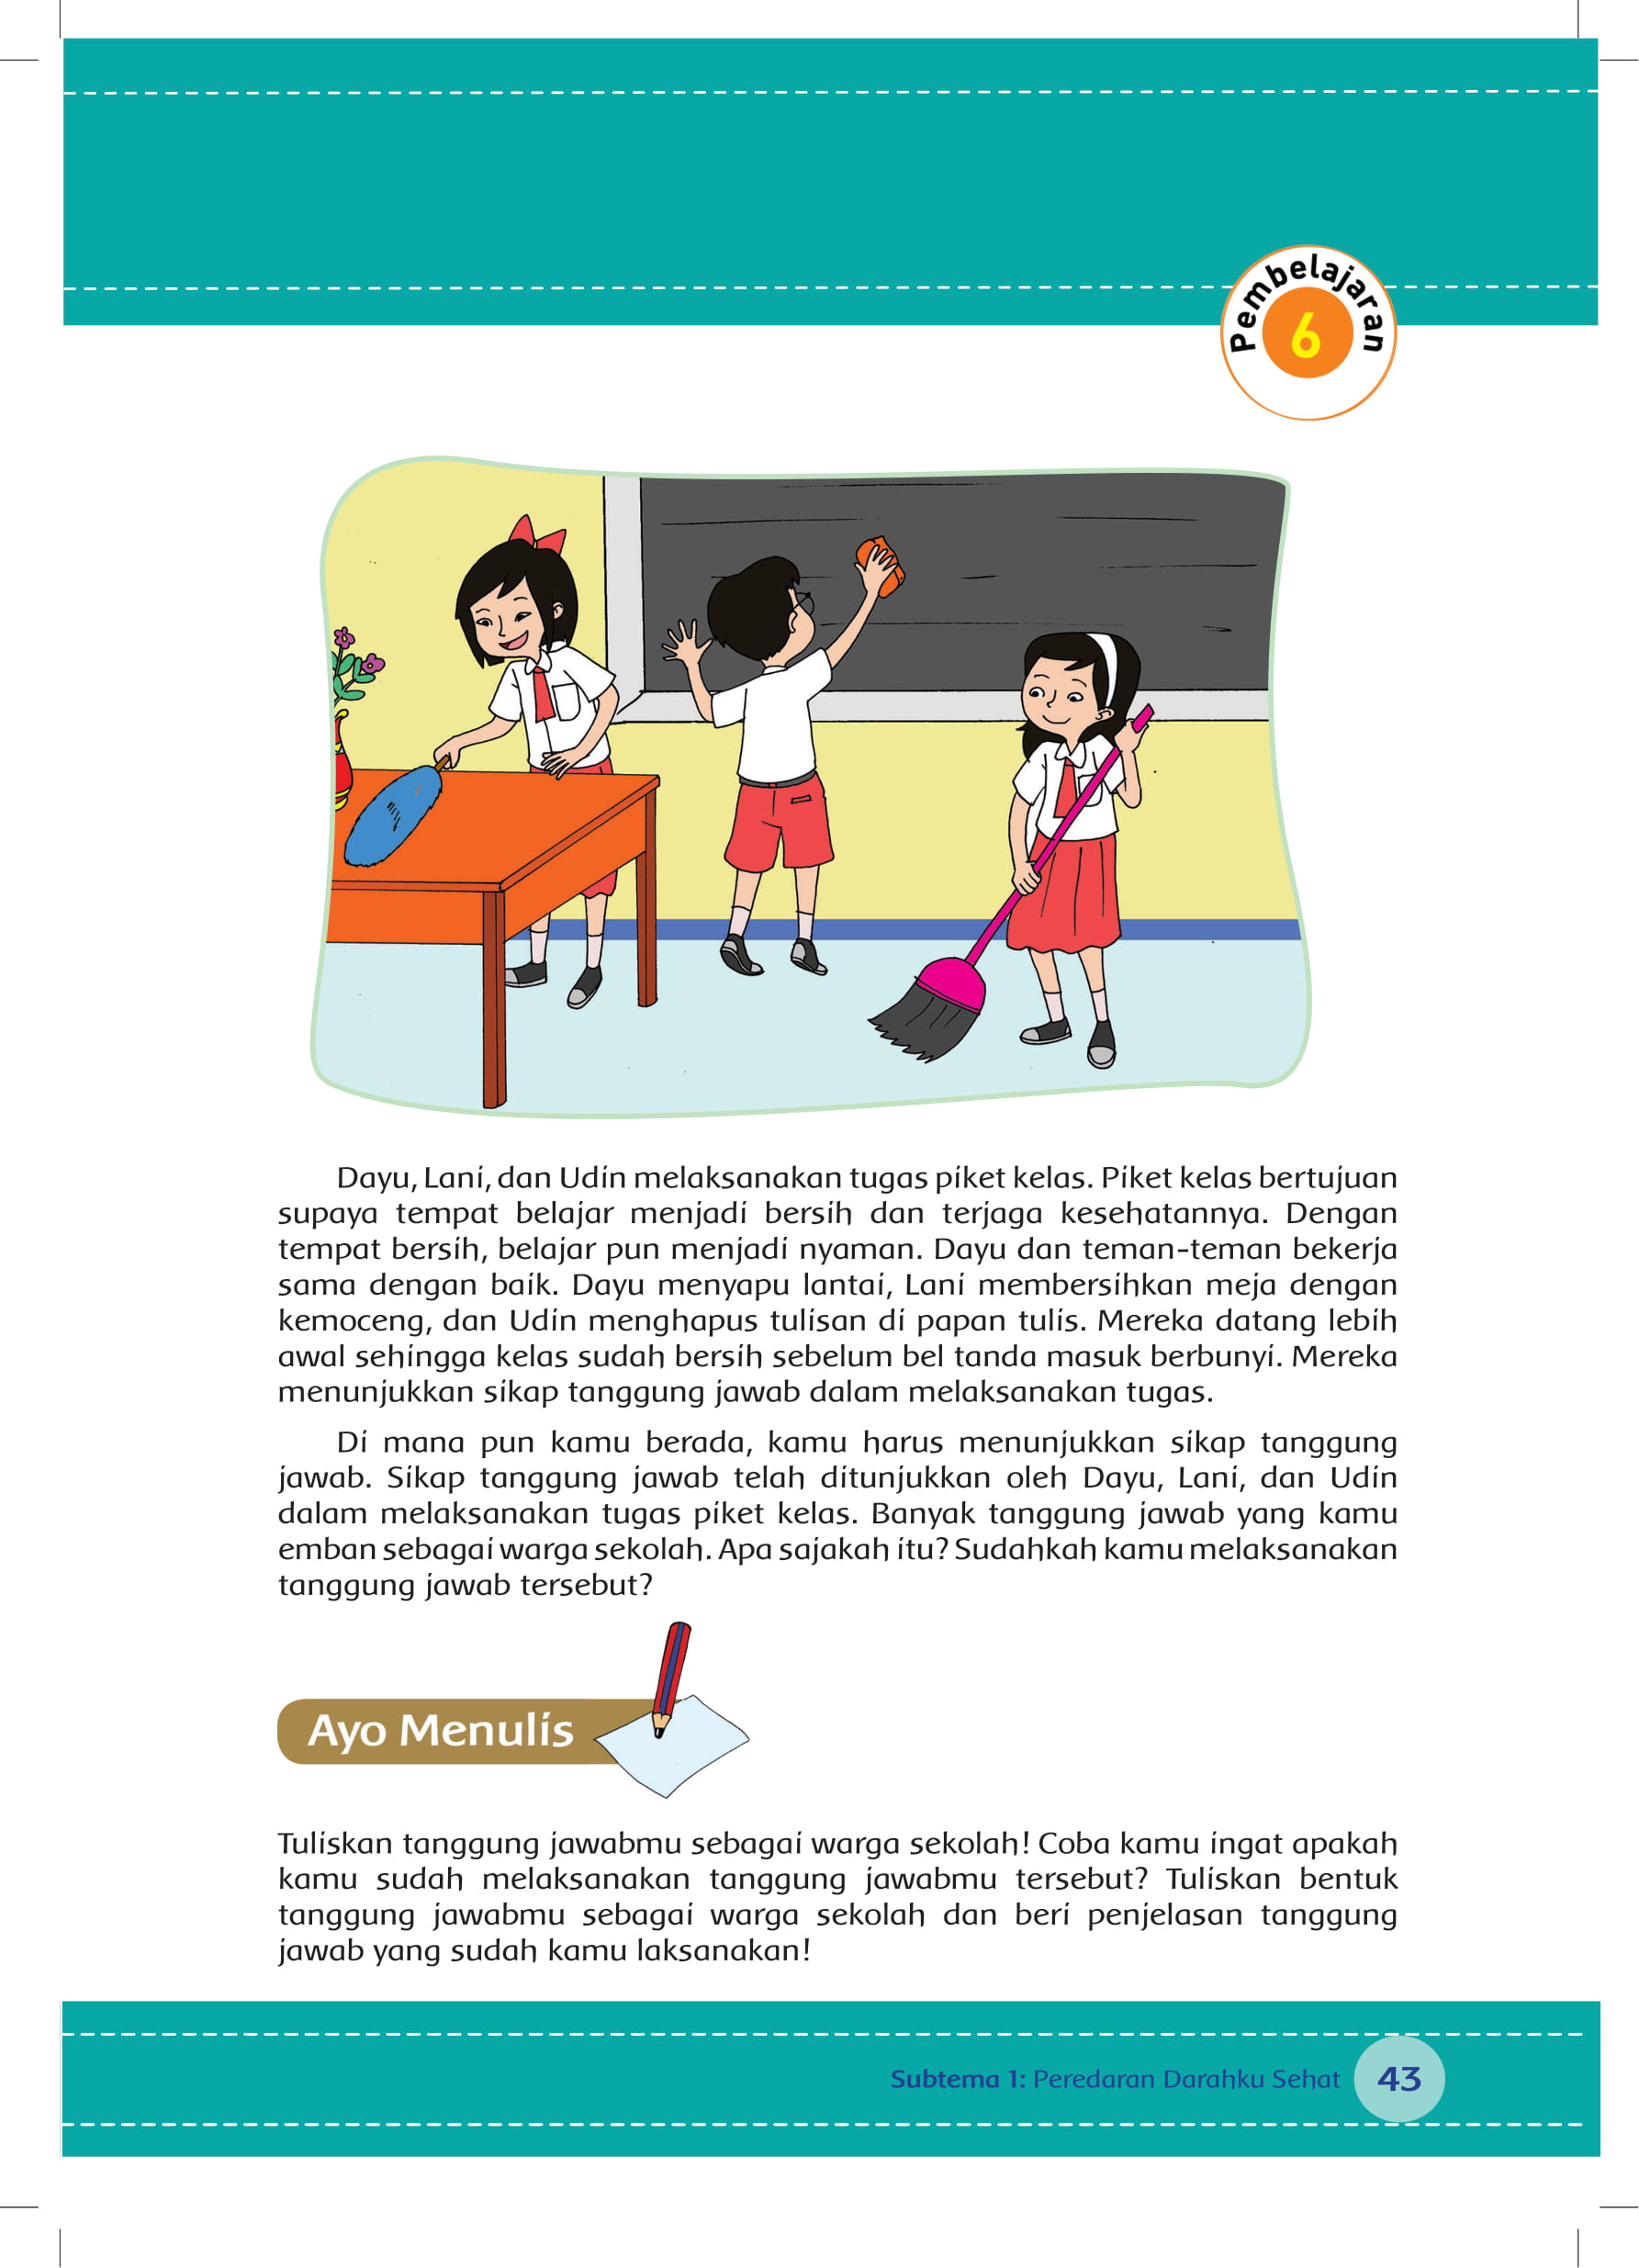 Pembelajaran
6
Dayu, Lani, dan Udin melaksanakan tugas piket kelas. Piket kelas bertujuan
supaya tempat belajar menjadi bersih dan terjaga kesehatannya. Dengan
tempat bersih, belajar pun menjadi nyaman. Dayu dan teman-teman bekerja
sama dengan baik. Dayu menyapu lantai, Lani membersihkan meja dengan
kemoceng, dan Udin menghapus tulisan di papan tulis. Mereka datang lebih
awal sehingga kelas sudah bersih sebelum bel tanda masuk berbunyi. Mereka
menunjukkan sikap tanggung jawab dalam melaksanakan tugas.
Di mana pun kamu berada, kamu harus menunjukkan sikap tanggung
jawab. Sikap tanggung jawab telah ditunjukkan oleh Dayu, Lani, dan Udin
dalam melaksanakan tugas piket kelas. Banyak tanggung jawab yang kamu
emban sebagai warga sekolah. Apa sajakah itu? Sudahkah kamu melaksanakan
tanggung jawab tersebut?
Ayo Menulis
Tuliskan tanggung jawabmu sebagai warga sekolah! Coba kamu ingat apakah
kamu sudah melaksanakan tanggung jawabmu tersebut? Tuliskan bentuk
tanggung jawabmu sebagai warga sekolah dan beri penjelasan tanggung
jawab yang sudah kamu laksanakan!
Subtema 1: Peredaran Darahku Sehat 43